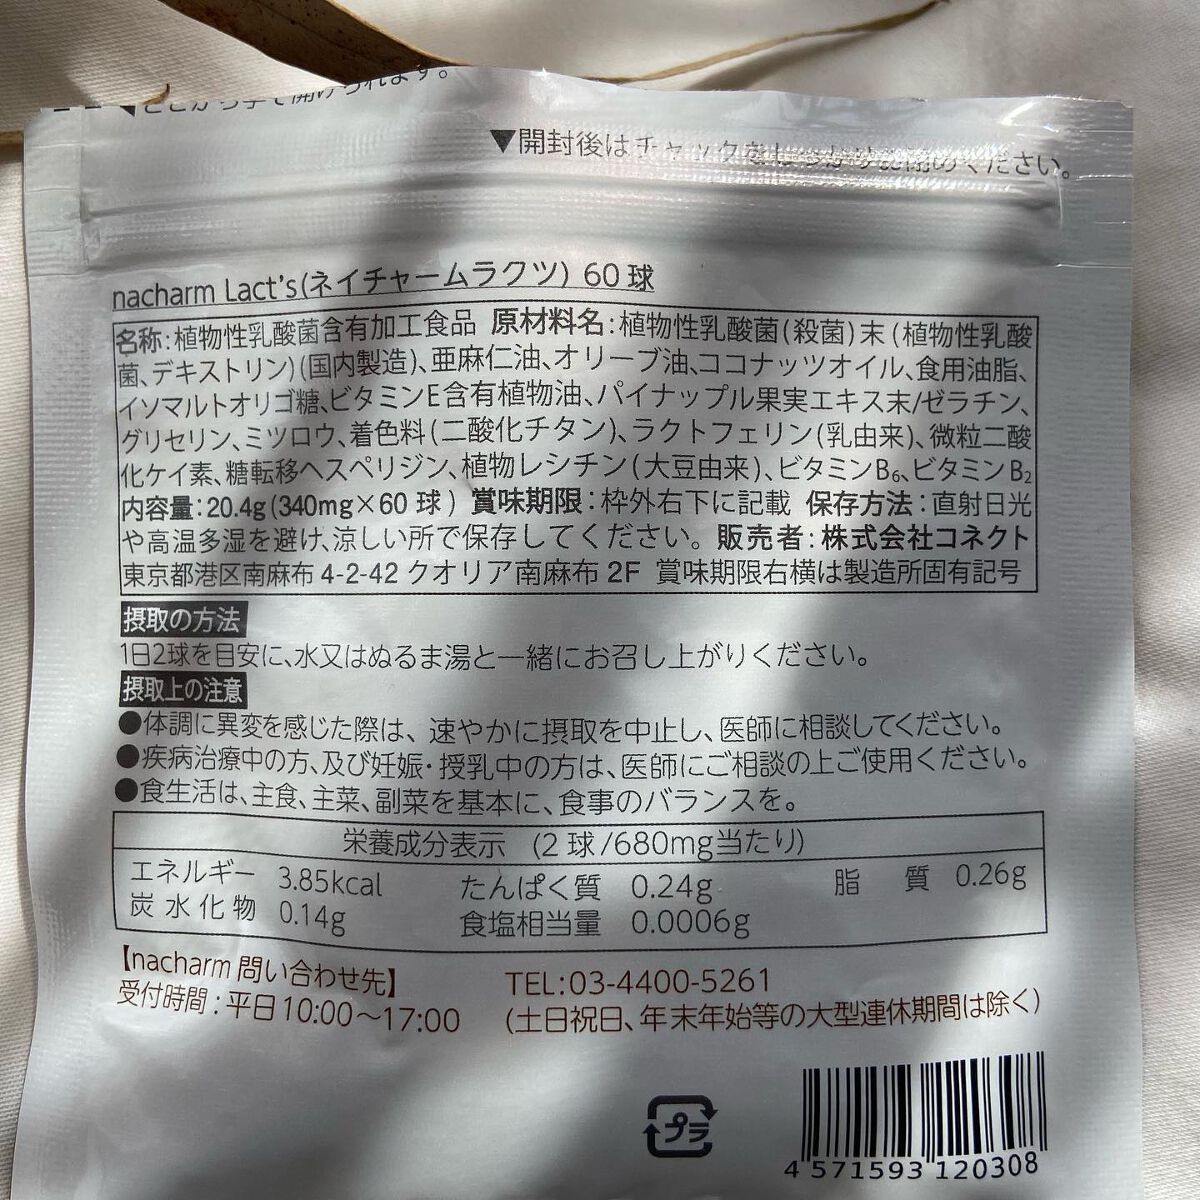 ▼ここから手で開けられます。
▼開封後はチャックをしっかりお閉めください。
nacharm Lact's(ネイチャームラクツ) 60球
名称:植物性乳酸菌含有加工食品 原材料名:植物性乳酸菌(殺菌)末(植物性乳酸
菌、デキストリン)(国内製造)、亜麻仁油、オリーブ油、ココナッツオイル、食用油脂、
イソマルトオリゴ糖、ビタミンE含有植物油、パイナップル果実エキス末/ゼラチン、
グリセリン、ミツロウ、着色料(二酸化チタン)、ラクトフェリン(乳由来)、微粒二酸
化ケイ素、糖転移ヘスペリジン、植物レシチン(大豆由来)、ビタミンB₆、ビタミンB₂
内容量:20.4g(340mg×60球) 賞味期限:枠外右下に記載 保存方法:直射日光
や高温多湿を避け、涼しい所で保存してください。 販売者:株式会社コネクト
東京都港区南麻布4-2-42クオリア南麻布2F 賞味期限右横は製造所固有記号
摂取の方法
1日2球を目安に、水又はぬるま湯と一緒にお召し上がりください。
摂取上の注意
●体調に異変を感じた際は、速やかに摂取を中止し、医師に相談してください。
●疾病治療中の方、及び妊娠・授乳中の方は、医師にご相談の上ご使用ください。
●食生活は、主食、主菜、副菜を基本に、食事のバランスを。
栄養成分表示 (2球/680mg当たり)
エネルギー 3.85kcal たんぱく質 0.24g 脂質 0.26g
炭水化物 0.14g 食塩相当量 0.0006g
【nacharm問い合わせ先】 TEL:03-4400-5261
受付時間:平日10:00〜17:00 (土日祝日、年末年始等の大型連休期間は除く)
プラ
4 571593 120308